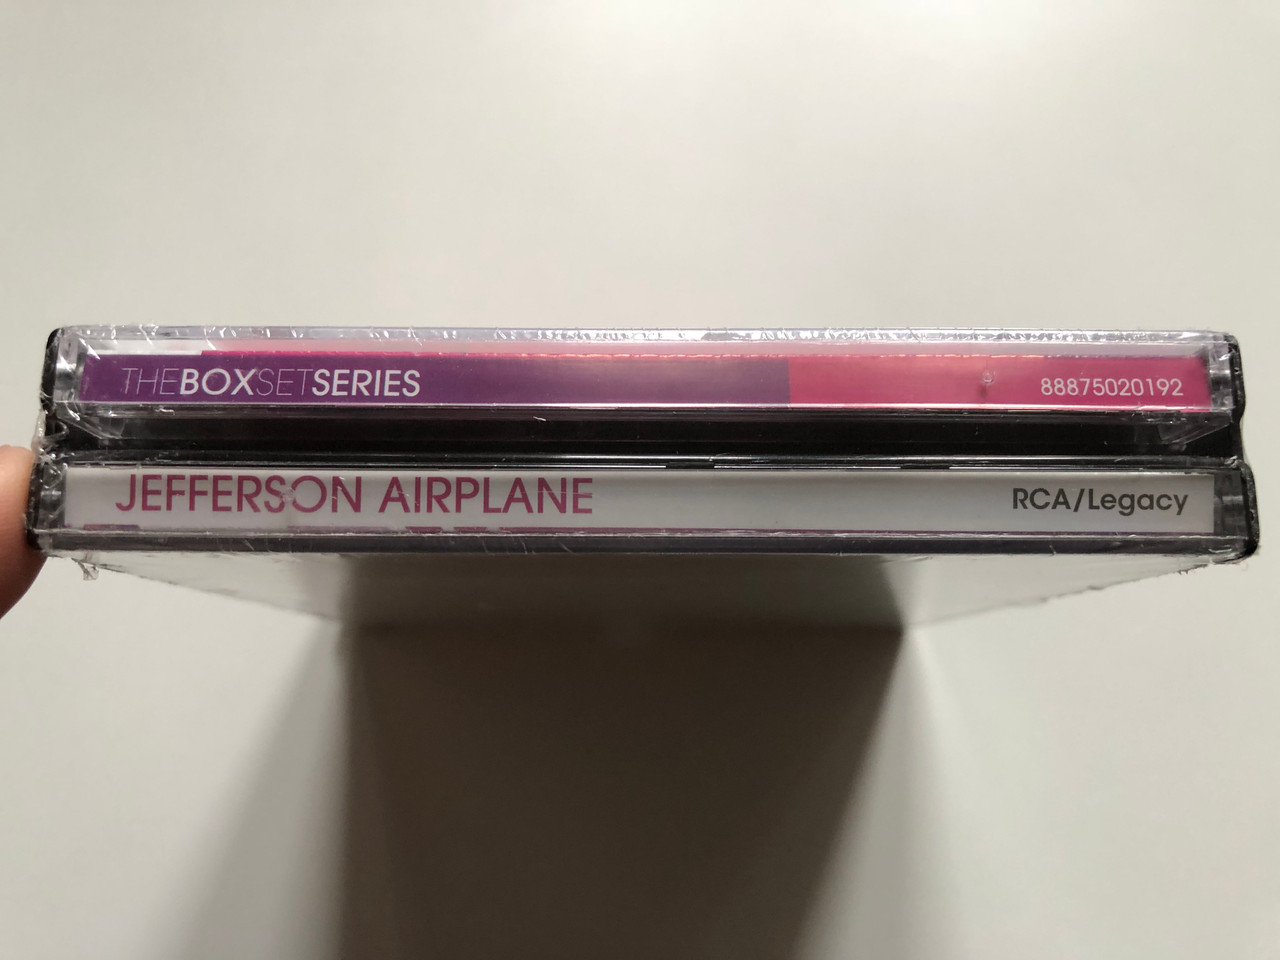 THEBOXSETSERIES 88875020192
JEFFERSON AIRPLANE RCA/Legacy